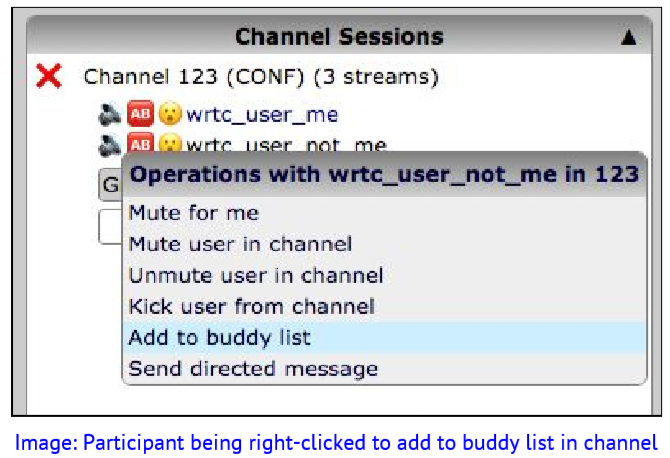 Channel Sessions ▲
Channel 123 (CONF) (3 streams)
AB wrtc_user_me
AB wrtc_user_not_me
G
Operations with wrtc_user_not_me in 123
Mute for me
Mute user in channel
Unmute user in channel
Kick user from channel
Add to buddy list
Send directed message
Image: Participant being right-clicked to add to buddy list in channel